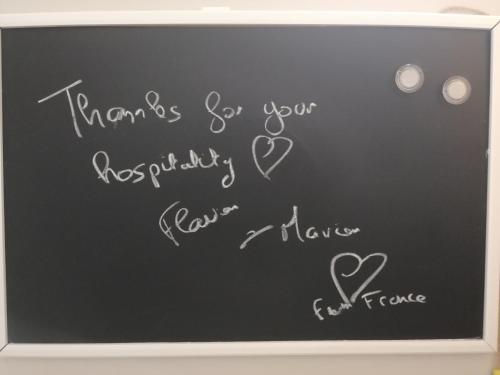 Thanks for your
hospitality ♡
Flavien - Marion
♡
From France